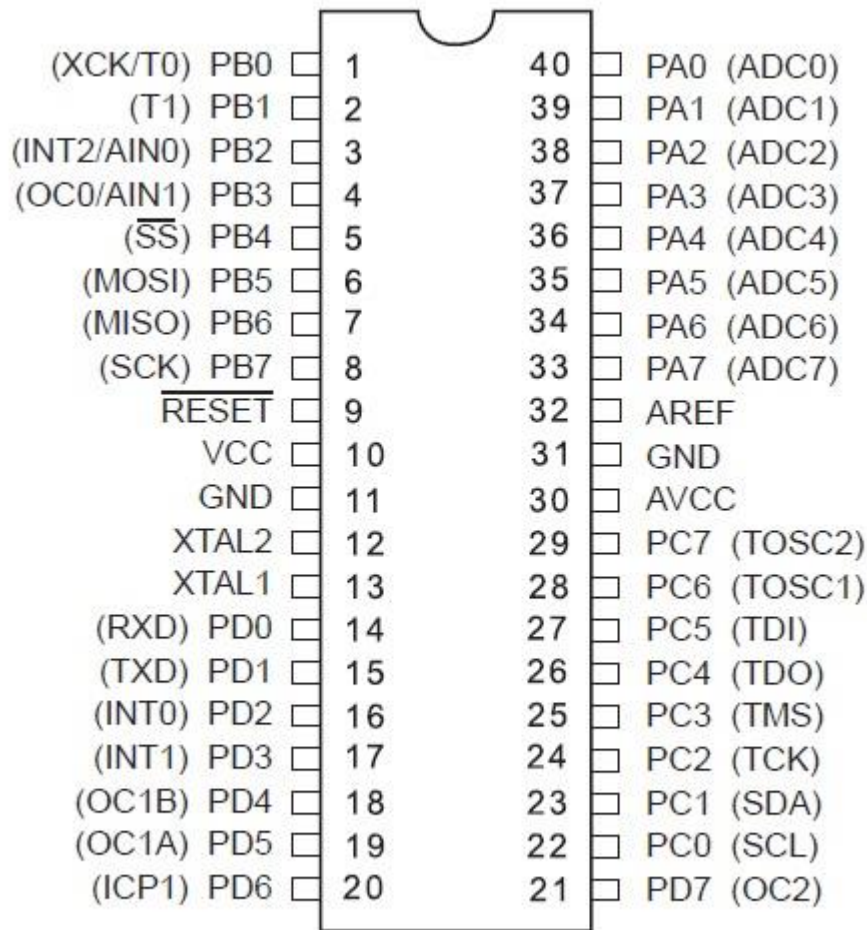 (XCK/T0) PB0 1 40 PA0 (ADC0)
(T1) PB1 2 39 PA1 (ADC1)
(INT2/AIN0) PB2 3 38 PA2 (ADC2)
(OC0/AIN1) PB3 4 37 PA3 (ADC3)
(S̅S̅) PB4 5 36 PA4 (ADC4)
(MOSI) PB5 6 35 PA5 (ADC5)
(MISO) PB6 7 34 PA6 (ADC6)
(SCK) PB7 8 33 PA7 (ADC7)
R̅E̅S̅E̅T̅ 9 32 AREF
VCC 10 31 GND
GND 11 30 AVCC
XTAL2 12 29 PC7 (TOSC2)
XTAL1 13 28 PC6 (TOSC1)
(RXD) PD0 14 27 PC5 (TDI)
(TXD) PD1 15 26 PC4 (TDO)
(INT0) PD2 16 25 PC3 (TMS)
(INT1) PD3 17 24 PC2 (TCK)
(OC1B) PD4 18 23 PC1 (SDA)
(OC1A) PD5 19 22 PC0 (SCL)
(ICP1) PD6 20 21 PD7 (OC2)